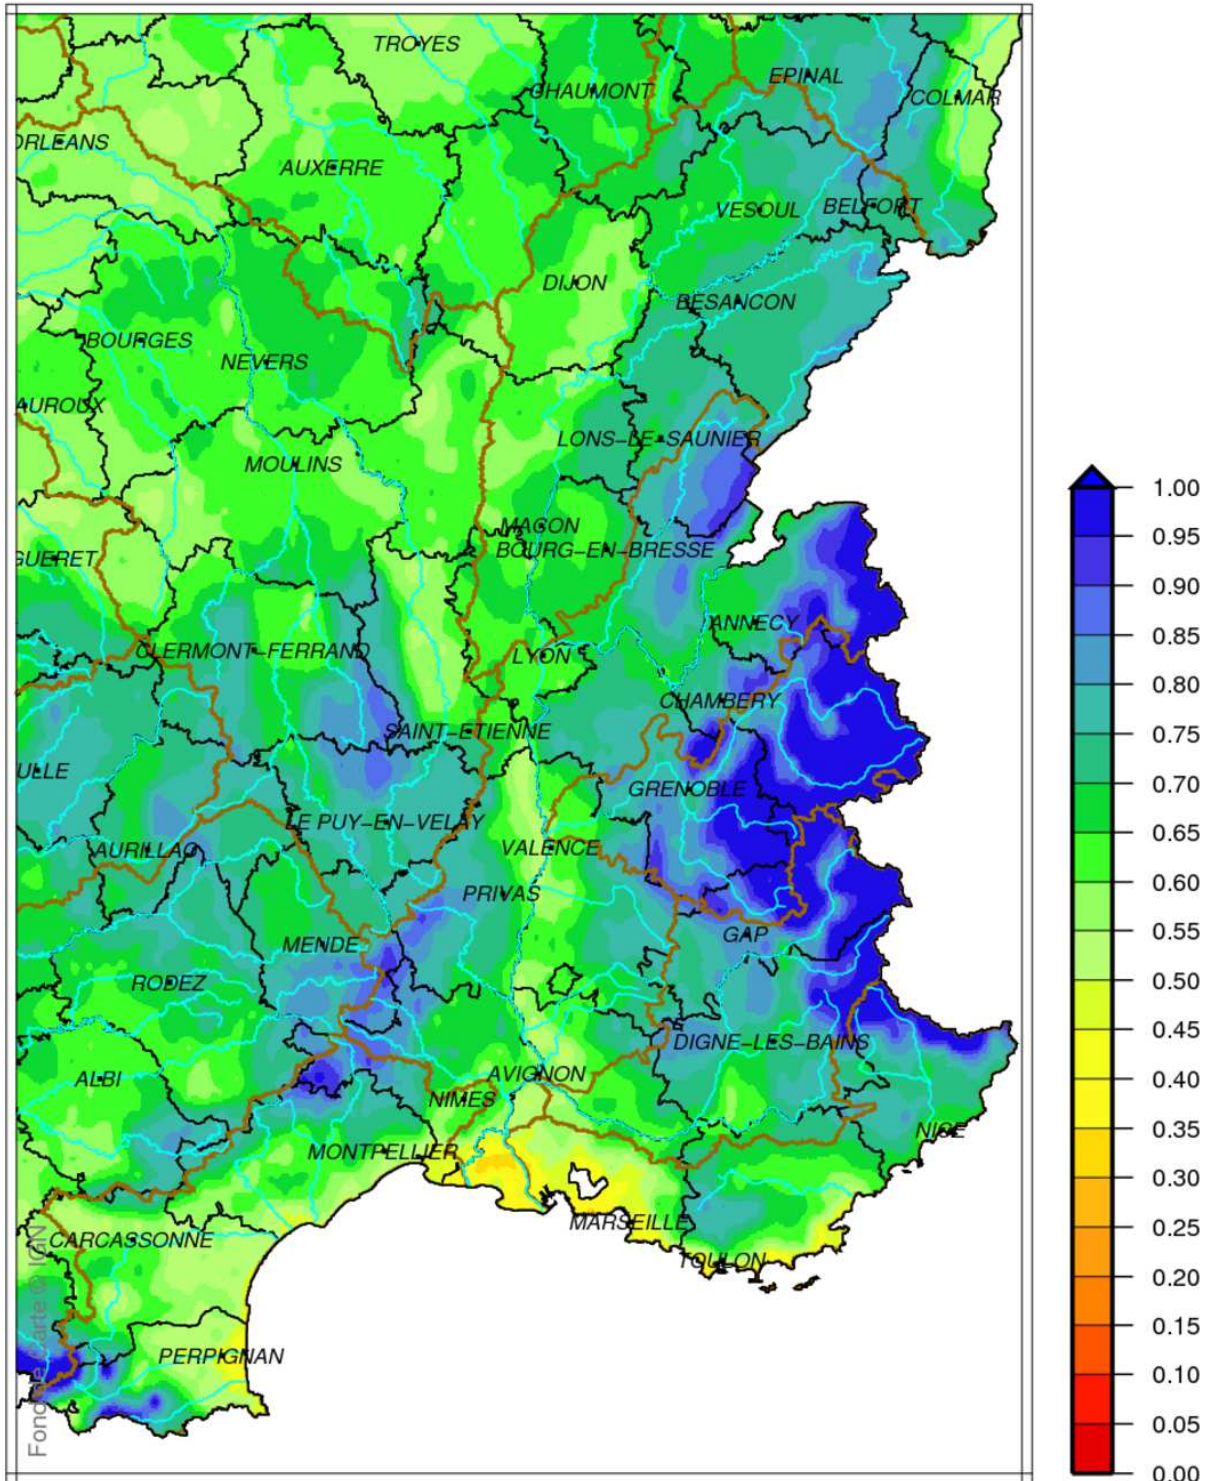 TROYES
CHAUMONT
EPINAL
COLMAR
ORLEANS
AUXERRE
VESOUL
BELFORT
DIJON
BESANCON
BOURGES
NEVERS
AUROUX
LONS-LE-SAUNIER
MOULINS
MACON
GUERET
BOURG-EN-BRESSE
ANNECY
CLERMONT-FERRAND
LYON
CHAMBERY
SAINT-ETIENNE
ULLE
GRENOBLE
LE PUY-EN-VELAY
AURILLAC
VALENCE
PRIVAS
GAP
MENDE
RODEZ
DIGNE-LES-BAINS
ALBI
AVIGNON
NIMES
NICE
MONTPELLIER
MARSEILLE
CARCASSONNE
TOULON
PERPIGNAN
Fond de Carte © IGN
1.00
0.95
0.90
0.85
0.80
0.75
0.70
0.65
0.60
0.55
0.50
0.45
0.40
0.35
0.30
0.25
0.20
0.15
0.10
0.05
0.00